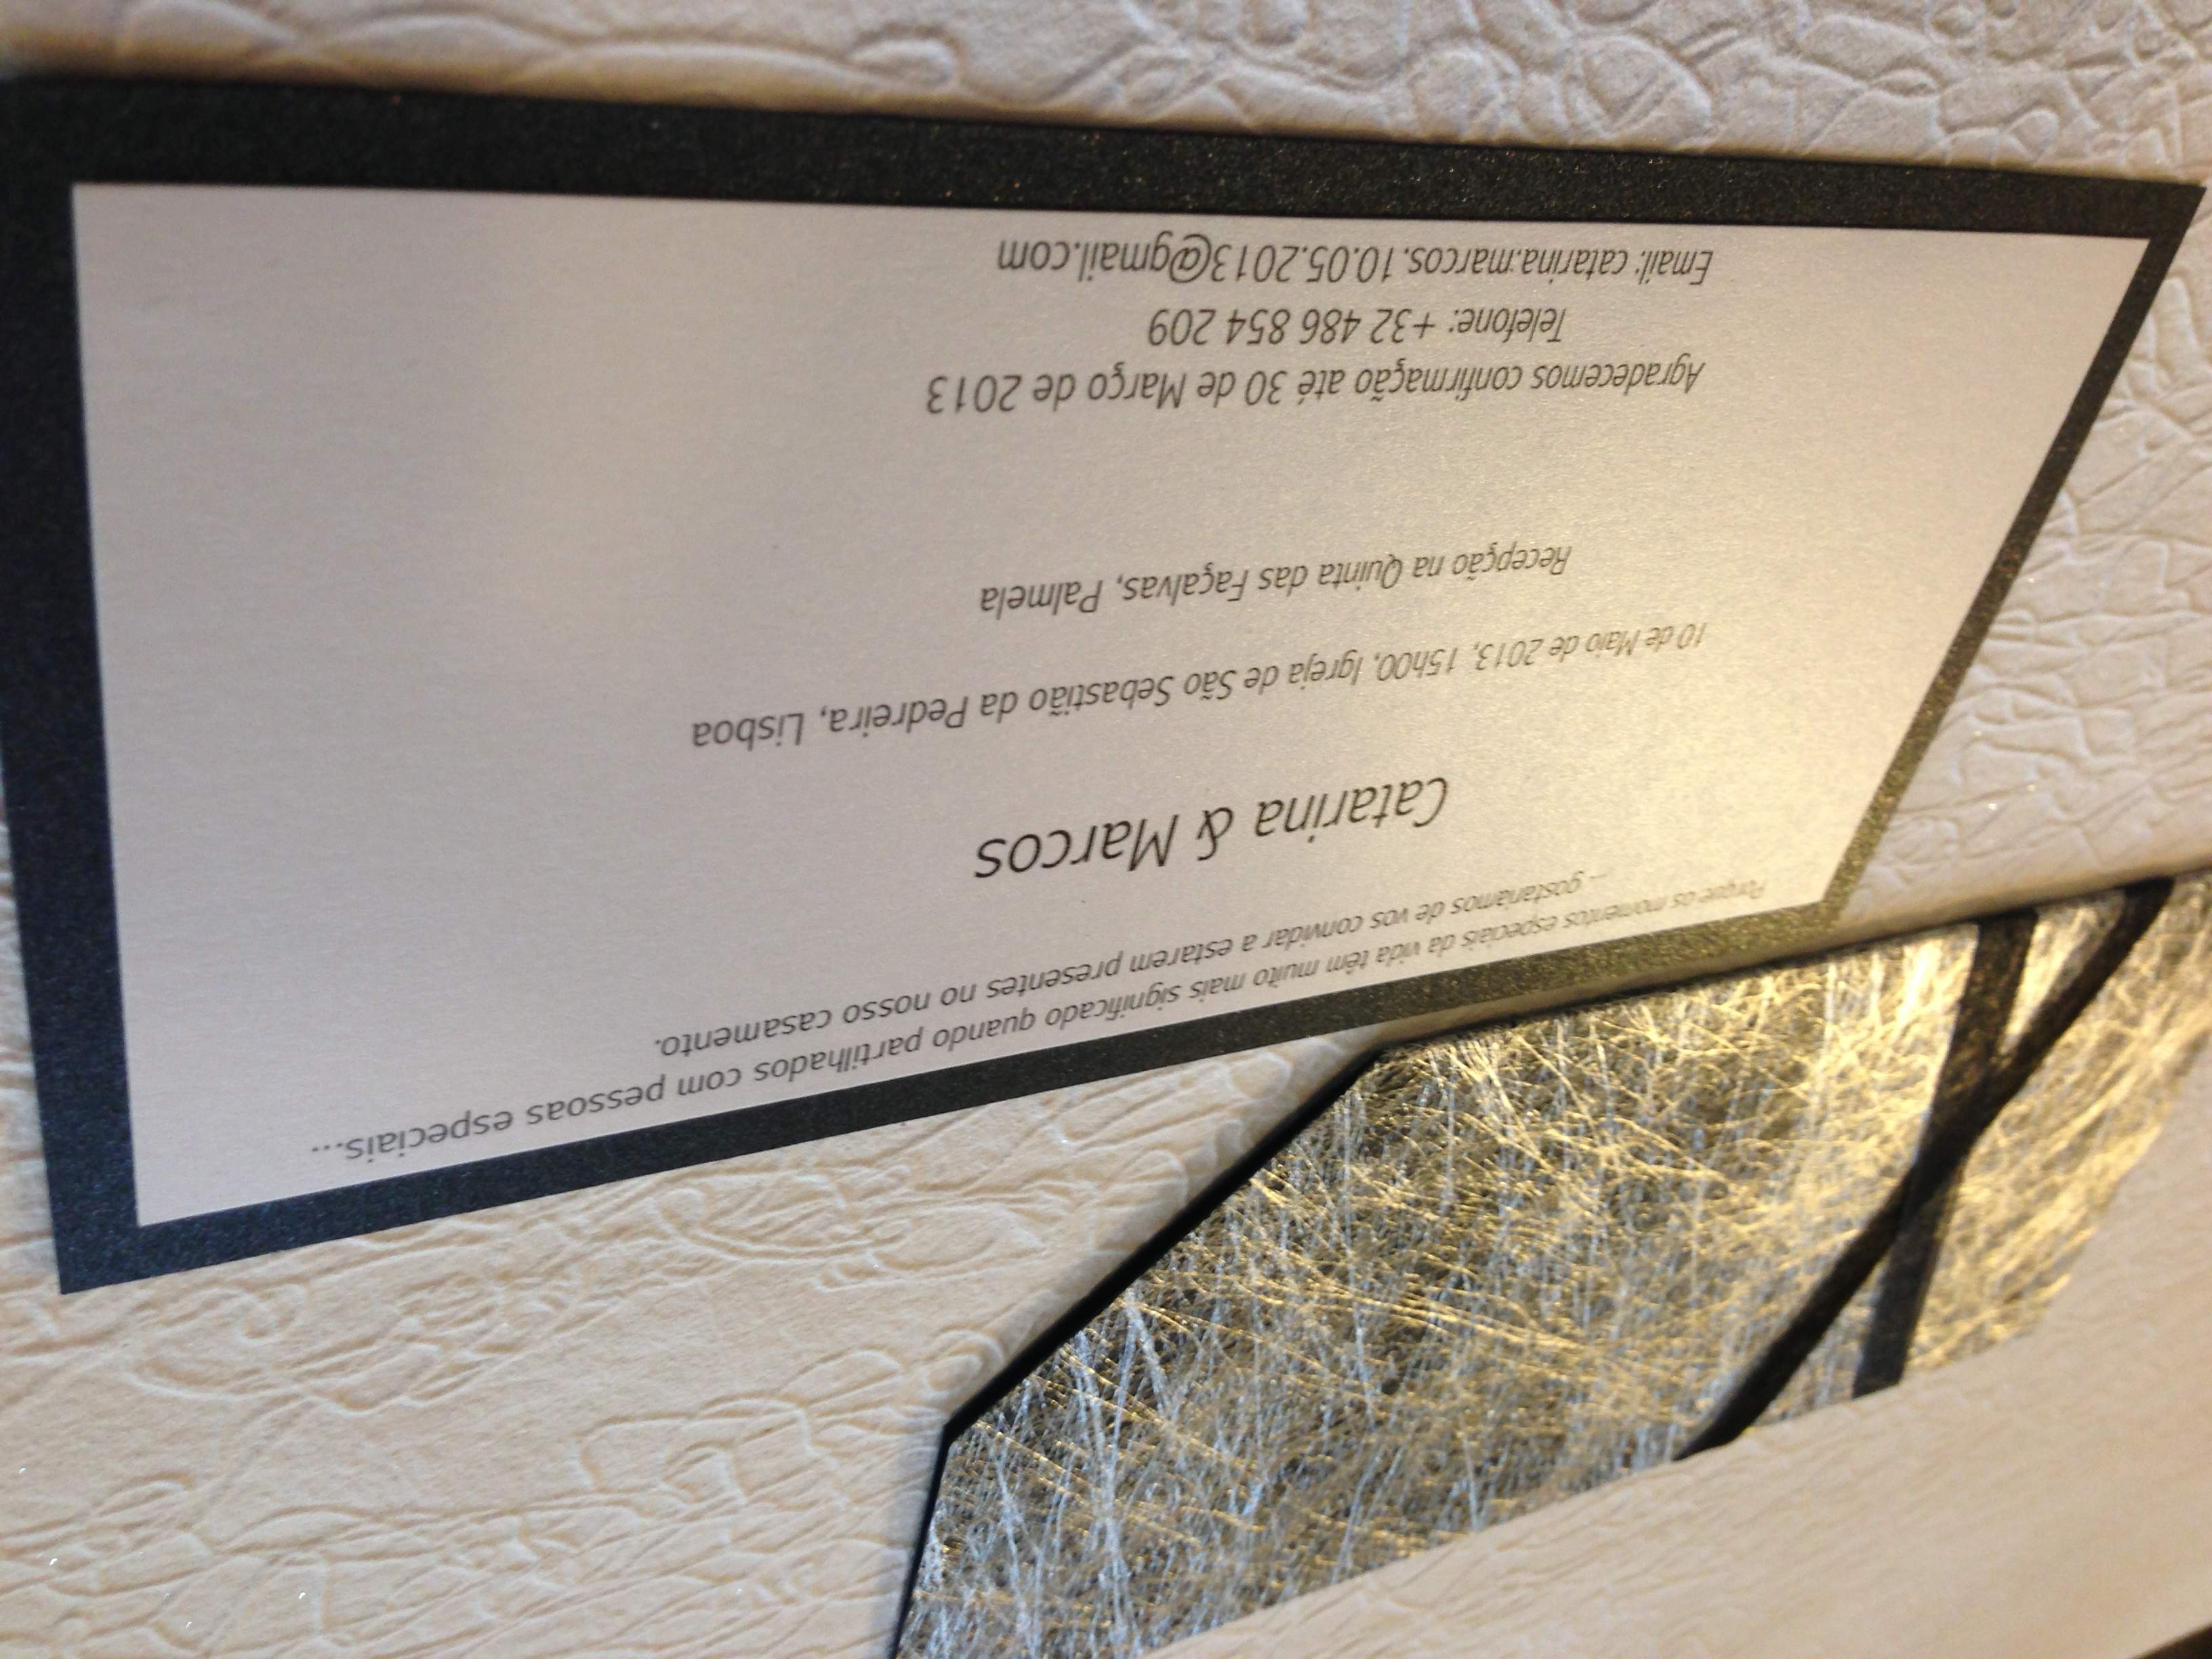 Porque os momentos especiais da vida têm muito mais significado quando partilhados com pessoas especiais...
... gostaríamos de vos convidar a estarem presentes no nosso casamento.
Catarina & Marcos
10 de Maio de 2013, 15h00, Igreja de São Sebastião da Pedreira, Lisboa
Recepção na Quinta das Façalvas, Palmela
Agradecemos confirmação até 30 de Março de 2013
Telefone: +32 486 854 209
Email: catarina.marcos.10.05.2013@gmail.com